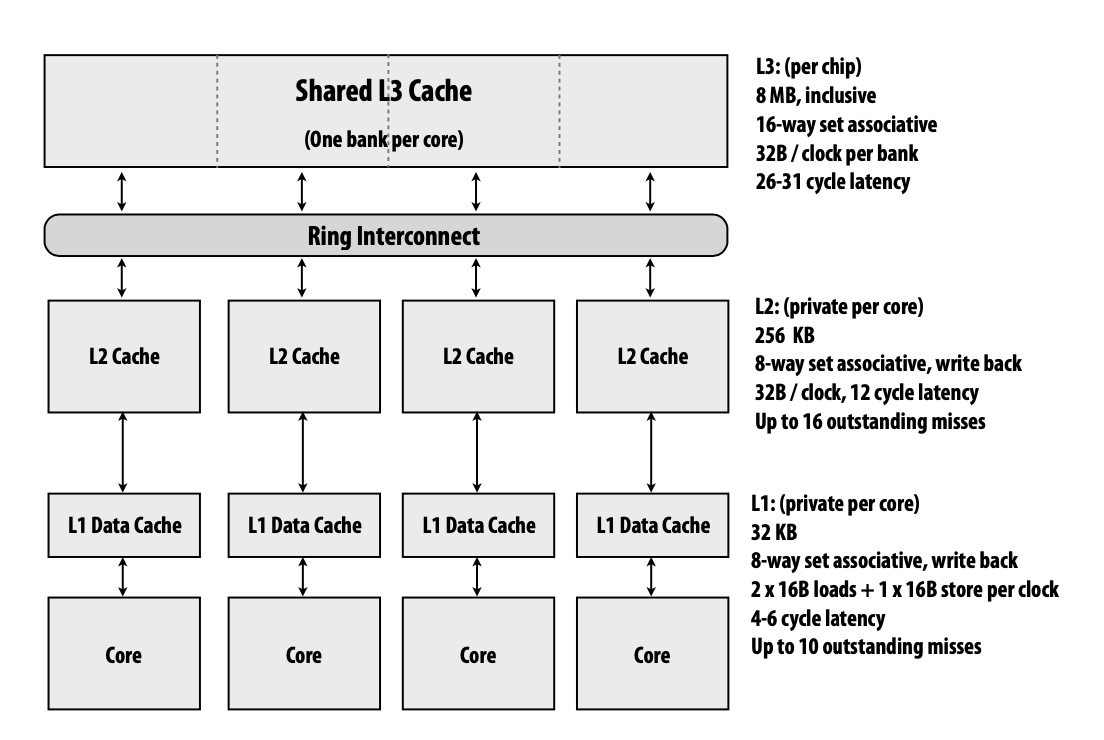 Shared L3 Cache
(One bank per core)
L3: (per chip)
8 MB, inclusive
16-way set associative
32B / clock per bank
26-31 cycle latency
Ring Interconnect
L2 Cache
L2 Cache
L2 Cache
L2 Cache
L2: (private per core)
256 KB
8-way set associative, write back
32B / clock, 12 cycle latency
Up to 16 outstanding misses
L1 Data Cache
L1 Data Cache
L1 Data Cache
L1 Data Cache
L1: (private per core)
32 KB
8-way set associative, write back
2 x 16B loads + 1 x 16B store per clock
4-6 cycle latency
Up to 10 outstanding misses
Core
Core
Core
Core